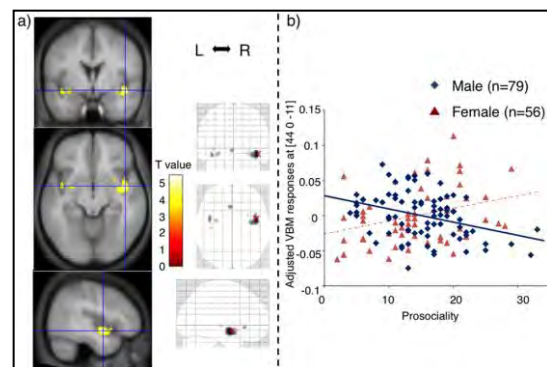 a)
L ↔ R
T value
5
4
3
2
1
0
b)
Male (n=79)
Female (n=56)
Adjusted VBM responses at [44 0 -11]
0.15
0.1
0.05
0
-0.05
-0.1
0 10 20 30
Prosociality